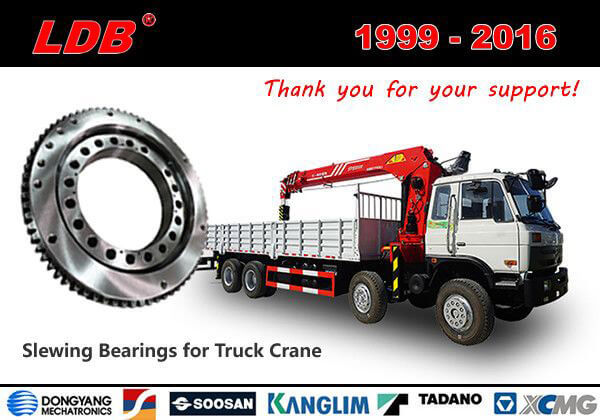 LDB ®
1999 - 2016
Thank you for your support!
Slewing Bearings for Truck Crane
DONGYANG
MECHATRONICS
SOOSAN
KANGLIM
TADANO
XCMG